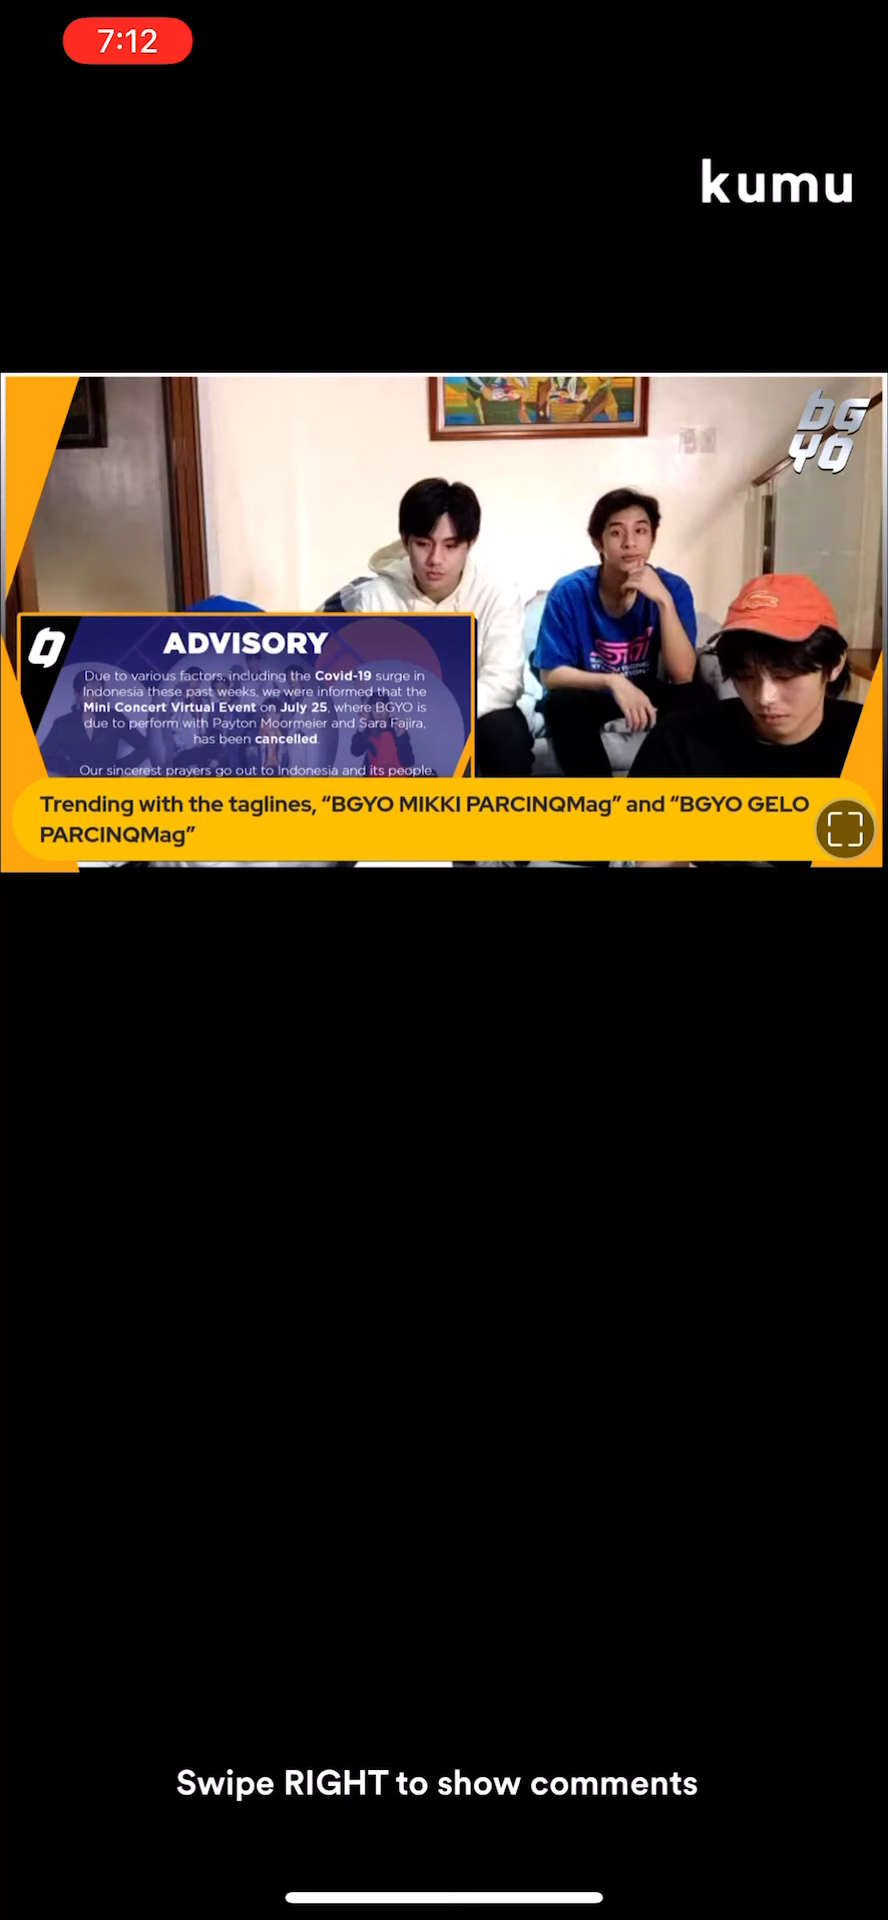 7:12
kumu
BG
YO
ADVISORY
Due to various factors, including the Covid-19 surge in
Indonesia these past weeks, we were informed that the
Mini Concert Virtual Event on July 25, where BGYO is
due to perform with Payton Moormeier and Sara Fajira,
has been cancelled.
Our sincerest prayers go out to Indonesia and its people.
Trending with the taglines, “BGYO MIKKI PARCINQMag” and “BGYO GELO
PARCINQMag”
Swipe RIGHT to show comments